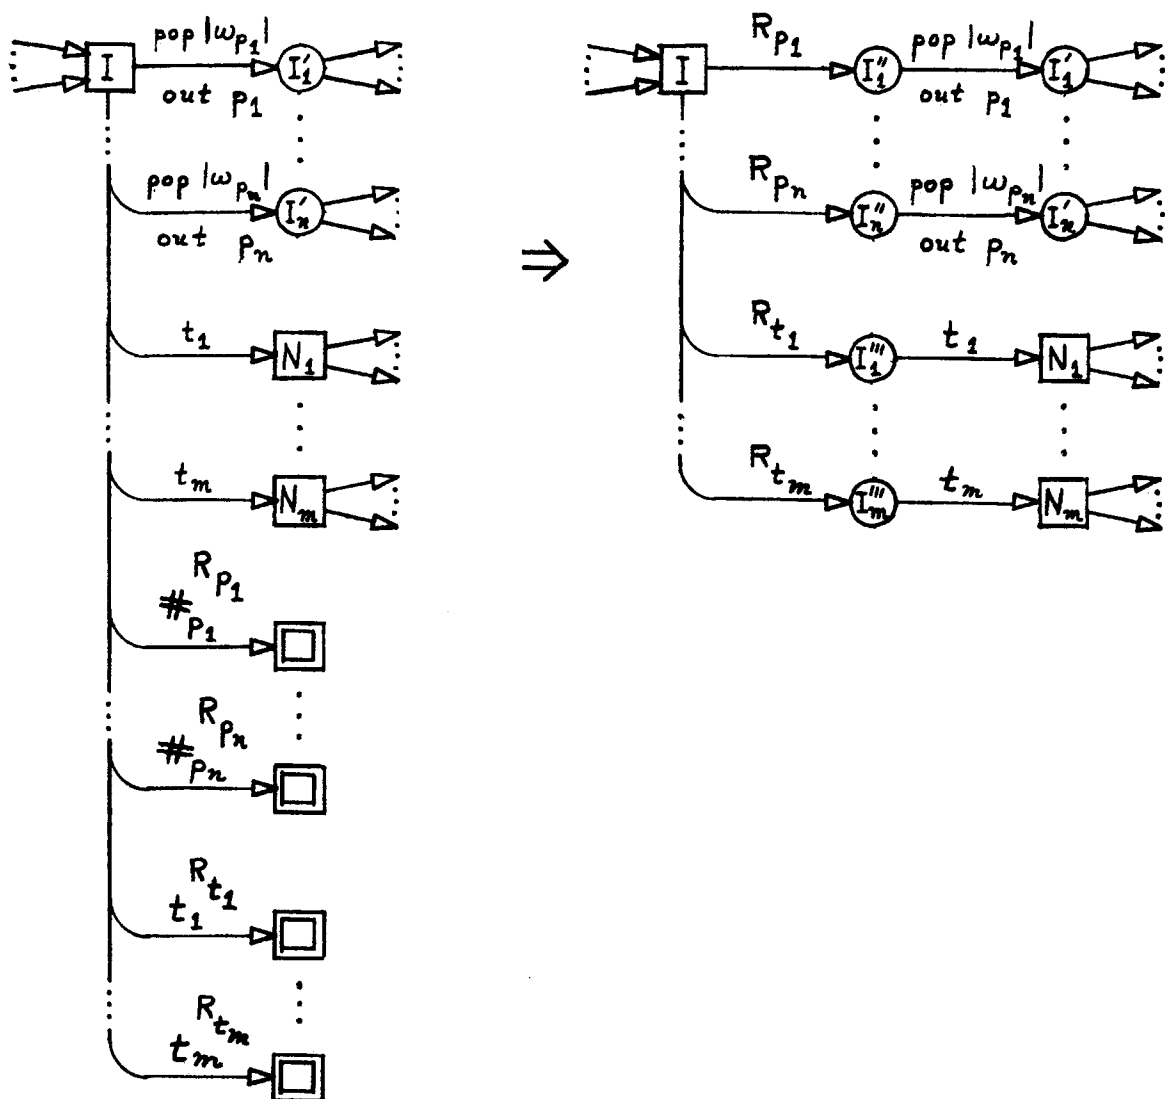 I pop |ω_{p_1}| I'_1
out p_1
pop |ω_{p_n}| I'_n
out p_n
t_1 N_1
t_m N_m
R_{p_1}
#_{p_1}
R_{p_n}
#_{p_n}
R_{t_1}
t_1
R_{t_m}
t_m
⇒
I R_{p_1} I''_1 pop |ω_{p_1}| I'_1
out p_1
R_{p_n} I''_n pop |ω_{p_n}| I'_n
out p_n
R_{t_1} I'''_1 t_1 N_1
R_{t_m} I'''_m t_m N_m